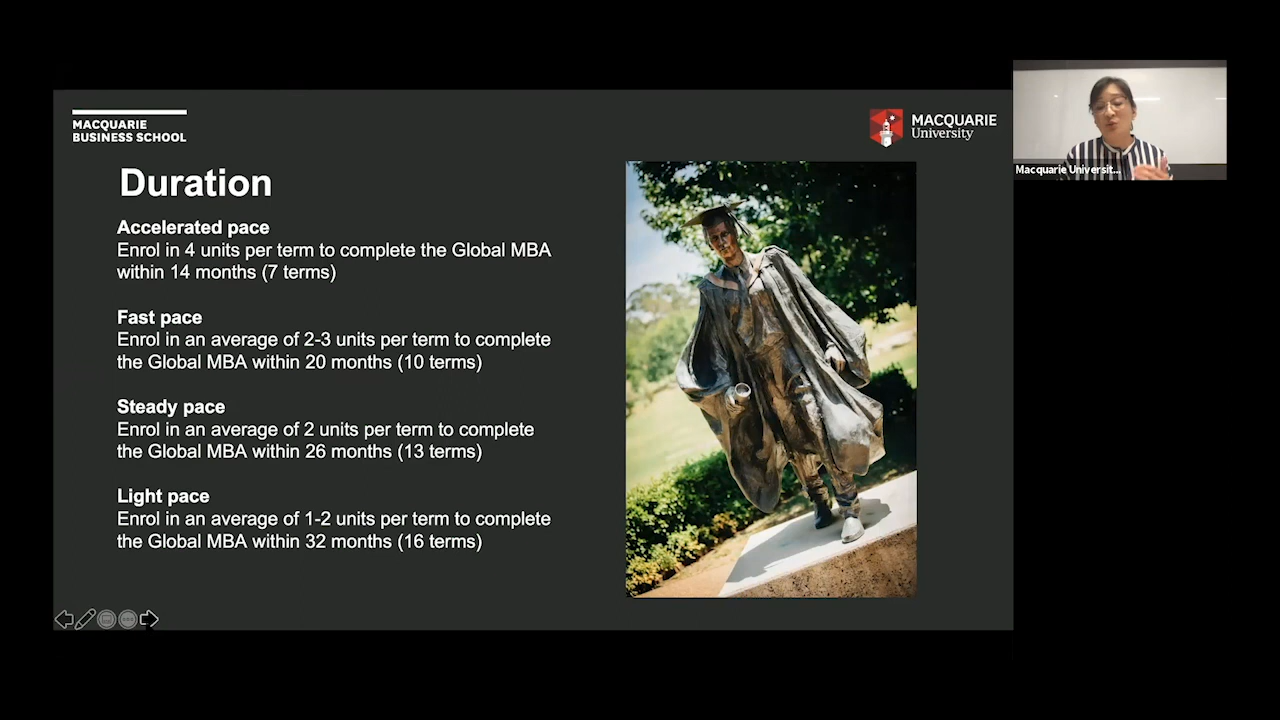 MACQUARIE
BUSINESS SCHOOL
MACQUARIE
University
Duration
Accelerated pace
Enrol in 4 units per term to complete the Global MBA
within 14 months (7 terms)
Fast pace
Enrol in an average of 2-3 units per term to complete
the Global MBA within 20 months (10 terms)
Steady pace
Enrol in an average of 2 units per term to complete
the Global MBA within 26 months (13 terms)
Light pace
Enrol in an average of 1-2 units per term to complete
the Global MBA within 32 months (16 terms)
Macquarie Universit...